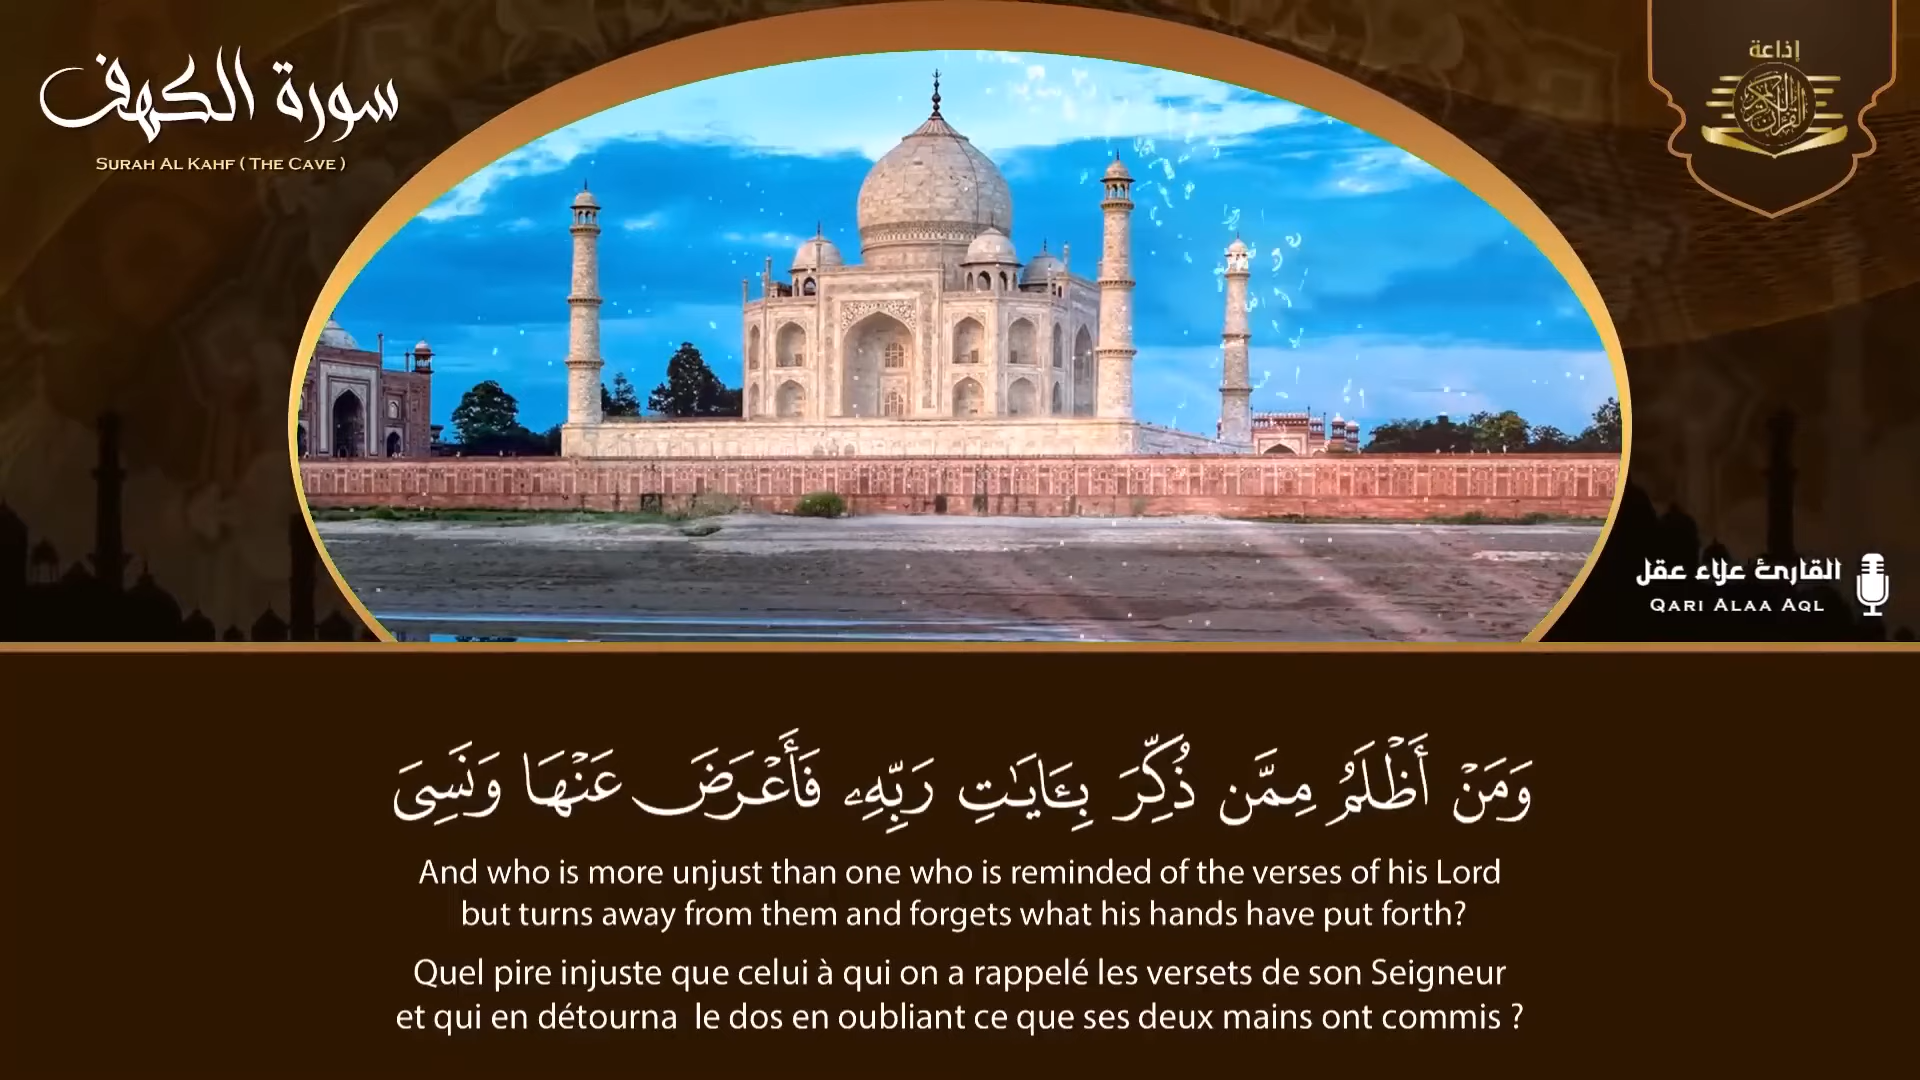 سورة الكهف
SURAH AL KAHF ( THE CAVE )
إذاعة
القرآن الكريم
القارئ علاء عقل
QARI ALAA AQL
وَمَنْ أَظْلَمُ مِمَّن ذُكِّرَ بِـَٔايَـٰتِ رَبِّهِۦ فَأَعْرَضَ عَنْهَا وَنَسِىَ
And who is more unjust than one who is reminded of the verses of his Lord
but turns away from them and forgets what his hands have put forth?
Quel pire injuste que celui à qui on a rappelé les versets de son Seigneur
et qui en détourna le dos en oubliant ce que ses deux mains ont commis ?